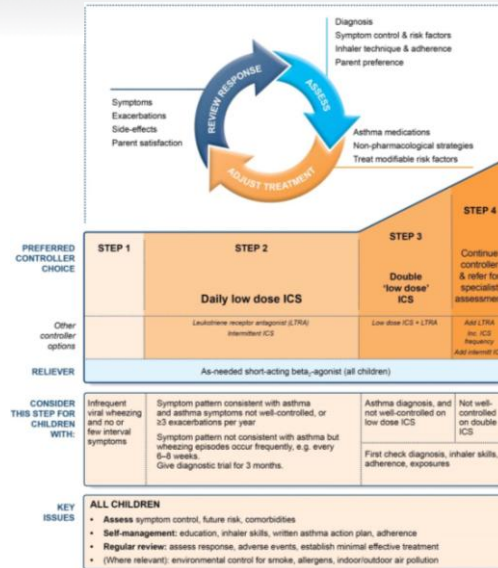 Diagnosis
Symptom control & risk factors
Inhaler technique & adherence
Parent preference
REVIEW RESPONSE
ASSESS
ADJUST TREATMENT
Symptoms
Exacerbations
Side-effects
Parent satisfaction
Asthma medications
Non-pharmacological strategies
Treat modifiable risk factors
PREFERRED
CONTROLLER
CHOICE
STEP 1
STEP 2
Daily low dose ICS
STEP 3
Double
'low dose'
ICS
STEP 4
Continue
controller
& refer for
specialist
assessment
Other
controller
options
Leukotriene receptor antagonist (LTRA)
Intermittent ICS
Low dose ICS + LTRA
Add LTRA
Inc. ICS
frequency
Add intermitt IC
RELIEVER
As-needed short-acting beta₂-agonist (all children)
CONSIDER
THIS STEP FOR
CHILDREN
WITH:
Infrequent
viral wheezing
and no or
few interval
symptoms
Symptom pattern consistent with asthma
and asthma symptoms not well-controlled, or
≥3 exacerbations per year
Symptom pattern not consistent with asthma but
wheezing episodes occur frequently, e.g. every
6–8 weeks.
Give diagnostic trial for 3 months.
Asthma diagnosis, and
not well-controlled on
low dose ICS
Not well-
controlled
on double
ICS
First check diagnosis, inhaler skills,
adherence, exposures
KEY
ISSUES
ALL CHILDREN
• Assess symptom control, future risk, comorbidities
• Self-management: education, inhaler skills, written asthma action plan, adherence
• Regular review: assess response, adverse events, establish minimal effective treatment
• (Where relevant): environmental control for smoke, allergens, indoor/outdoor air pollution